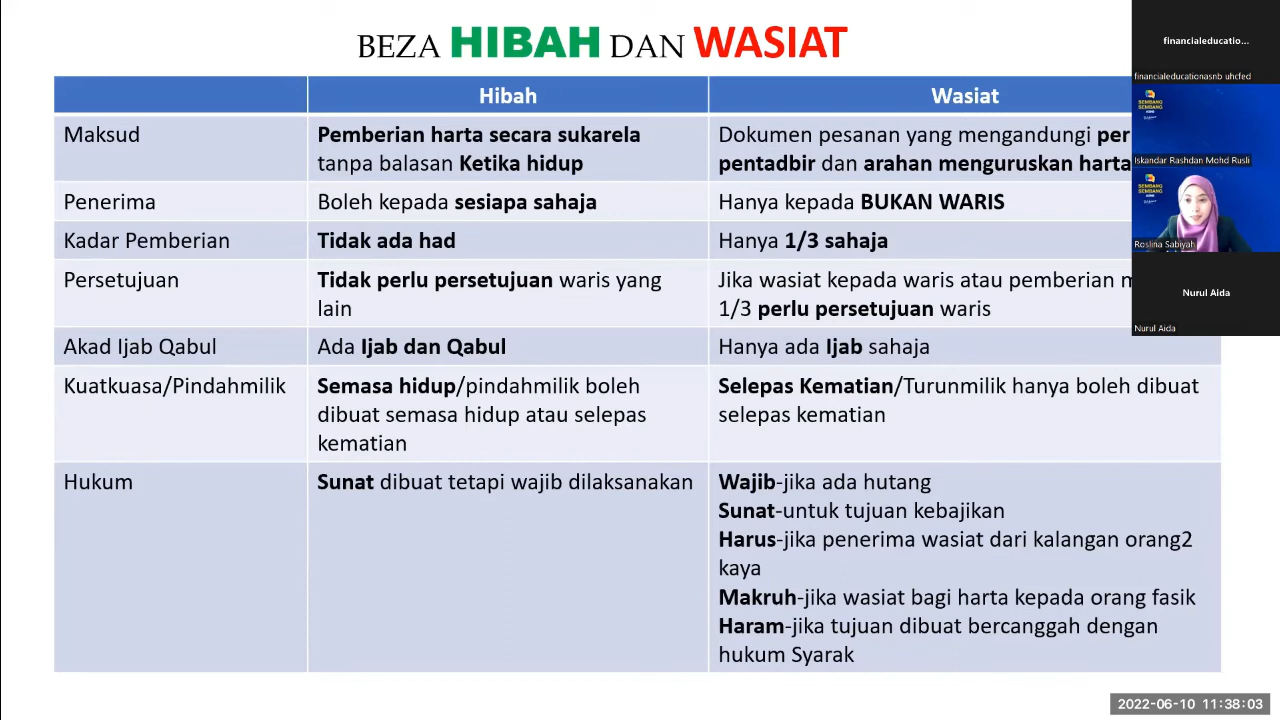 BEZA HIBAH DAN WASIAT
Hibah
Wasiat
Maksud
Pemberian harta secara sukarela
tanpa balasan Ketika hidup
Dokumen pesanan yang mengandungi
pentadbir dan arahan menguruskan harta
Penerima
Boleh kepada sesiapa sahaja
Hanya kepada BUKAN WARIS
Kadar Pemberian
Tidak ada had
Hanya 1/3 sahaja
Persetujuan
Tidak perlu persetujuan waris yang
lain
Jika wasiat kepada waris atau pemberian
1/3 perlu persetujuan waris
Akad Ijab Qabul
Ada Ijab dan Qabul
Hanya ada Ijab sahaja
Kuatkuasa/Pindahmilik
Semasa hidup/pindahmilik boleh
dibuat semasa hidup atau selepas
kematian
Selepas Kematian/Turunmilik hanya boleh dibuat
selepas kematian
Hukum
Sunat dibuat tetapi wajib dilaksanakan
Wajib-jika ada hutang
Sunat-untuk tujuan kebajikan
Harus-jika penerima wasiat dari kalangan orang2
kaya
Makruh-jika wasiat bagi harta kepada orang fasik
Haram-jika tujuan dibuat bercanggah dengan
hukum Syarak
financialeducatio...
financialeducationasnb uhcfed
SEMBANG
SEMBANG
Iskandar Rashdan Mohd Rusli
SEMBANG
SEMBANG
Roslina Sabiyah
Nurul Aida
Nurul Aida
2022-06-10 11:38:03